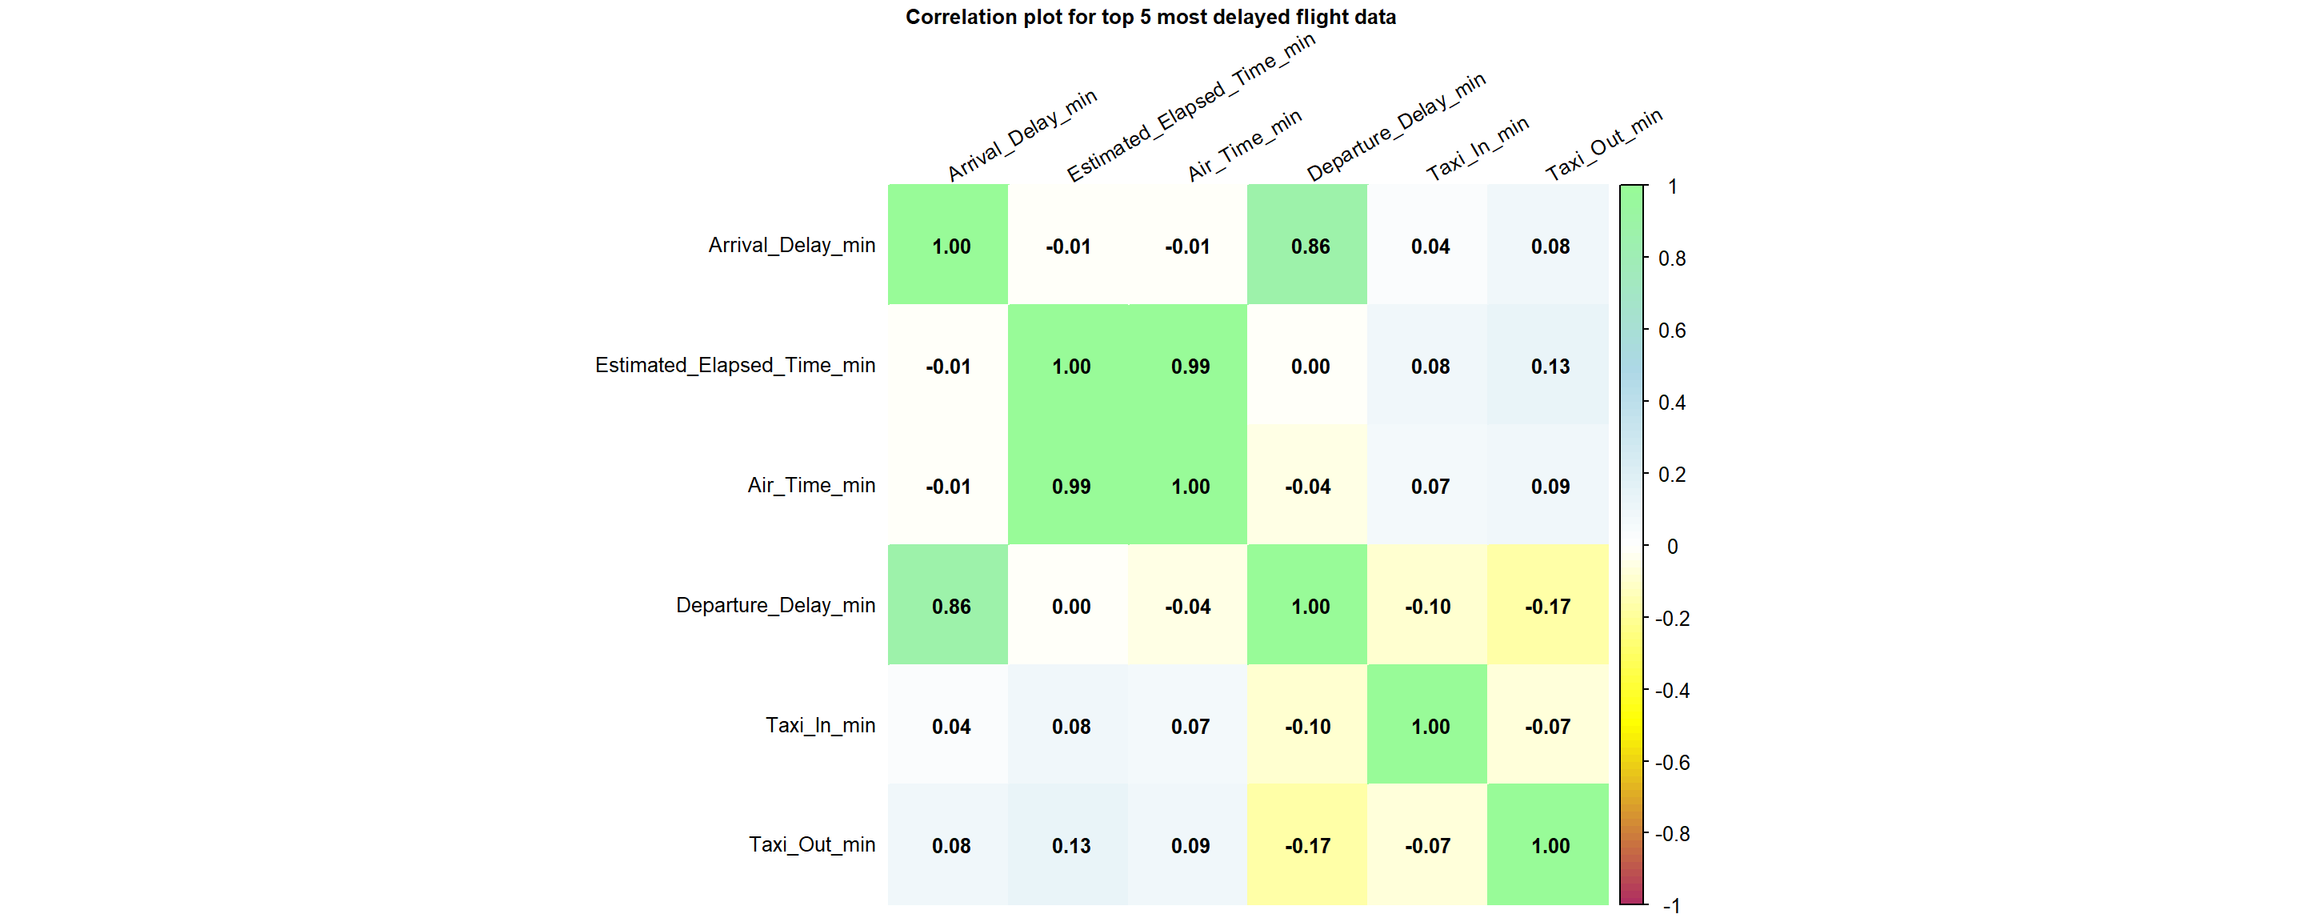 Correlation plot for top 5 most delayed flight data
Arrival_Delay_min
Estimated_Elapsed_Time_min
Air_Time_min
Departure_Delay_min
Taxi_In_min
Taxi_Out_min
Arrival_Delay_min 1.00 -0.01 -0.01 0.86 0.04 0.08
Estimated_Elapsed_Time_min -0.01 1.00 0.99 0.00 0.08 0.13
Air_Time_min -0.01 0.99 1.00 -0.04 0.07 0.09
Departure_Delay_min 0.86 0.00 -0.04 1.00 -0.10 -0.17
Taxi_In_min 0.04 0.08 0.07 -0.10 1.00 -0.07
Taxi_Out_min 0.08 0.13 0.09 -0.17 -0.07 1.00
1
0.8
0.6
0.4
0.2
0
-0.2
-0.4
-0.6
-0.8
-1